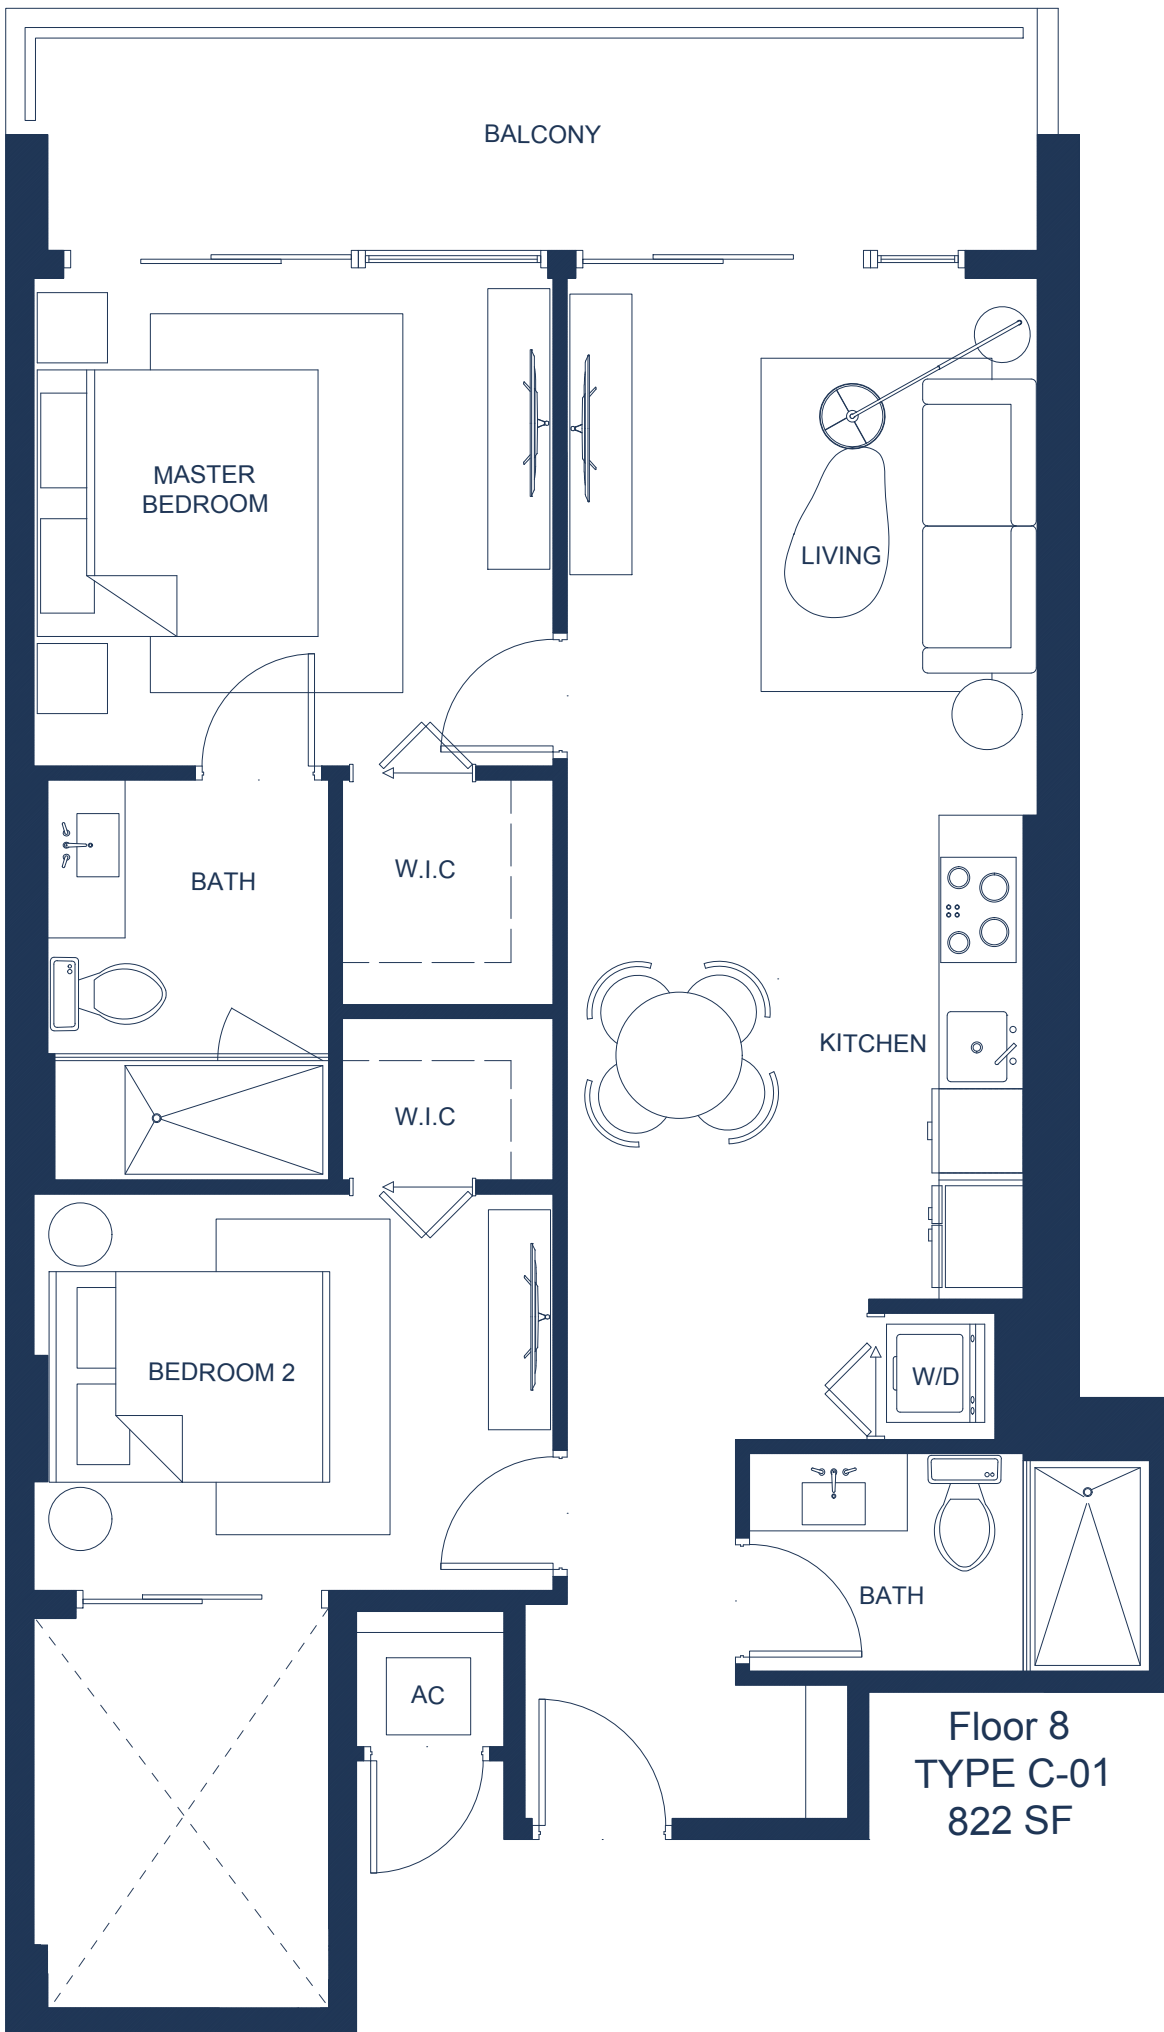 BALCONY
MASTER
BEDROOM
LIVING
BATH
W.I.C
KITCHEN
W.I.C
BEDROOM 2
W/D
BATH
AC
Floor 8
TYPE C-01
822 SF